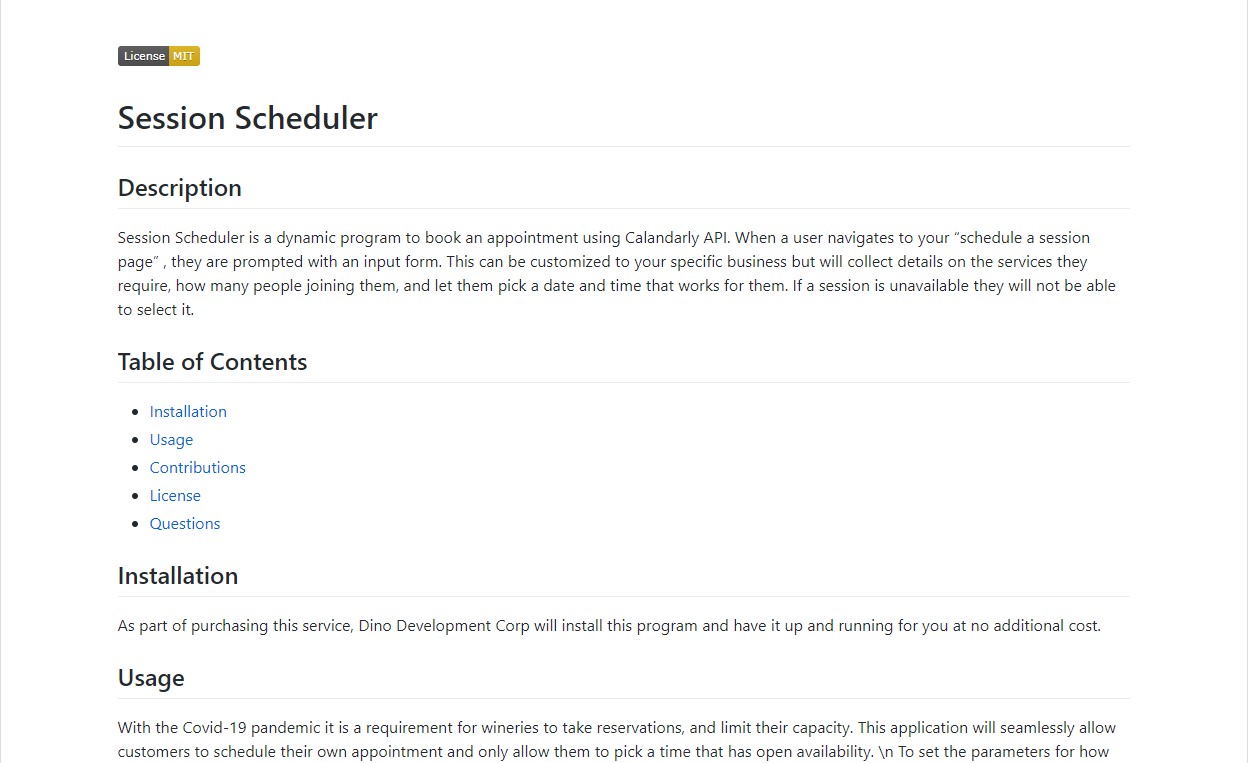 License MIT
Session Scheduler
Description
Session Scheduler is a dynamic program to book an appointment using Calandarly API. When a user navigates to your “schedule a session
page” , they are prompted with an input form. This can be customized to your specific business but will collect details on the services they
require, how many people joining them, and let them pick a date and time that works for them. If a session is unavailable they will not be able
to select it.
Table of Contents
Installation
Usage
Contributions
License
Questions
Installation
As part of purchasing this service, Dino Development Corp will install this program and have it up and running for you at no additional cost.
Usage
With the Covid-19 pandemic it is a requirement for wineries to take reservations, and limit their capacity. This application will seamlessly allow
customers to schedule their own appointment and only allow them to pick a time that has open availability. \n To set the parameters for how